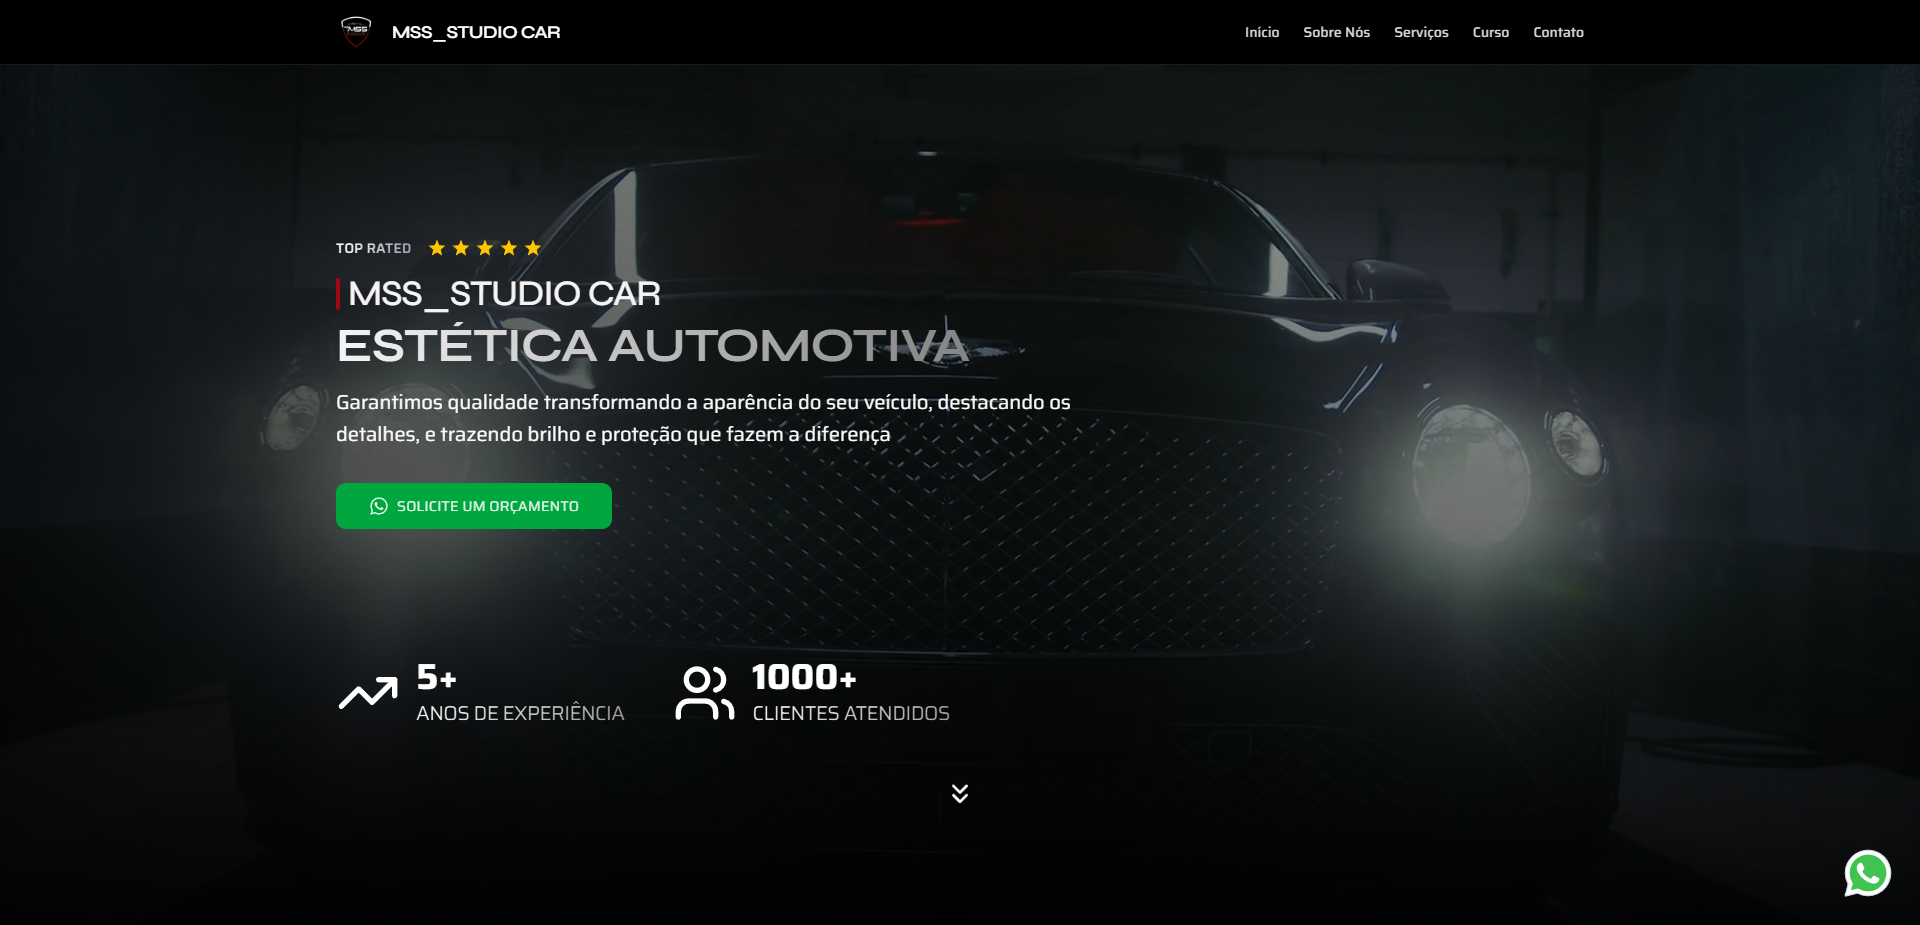 MSS
MSS_STUDIO CAR
Início
Sobre Nós
Serviços
Curso
Contato
TOP RATED
MSS_STUDIO CAR
ESTÉTICA AUTOMOTIVA
Garantimos qualidade transformando a aparência do seu veículo, destacando os
detalhes, e trazendo brilho e proteção que fazem a diferença
SOLICITE UM ORÇAMENTO
5+
ANOS DE EXPERIÊNCIA
1000+
CLIENTES ATENDIDOS